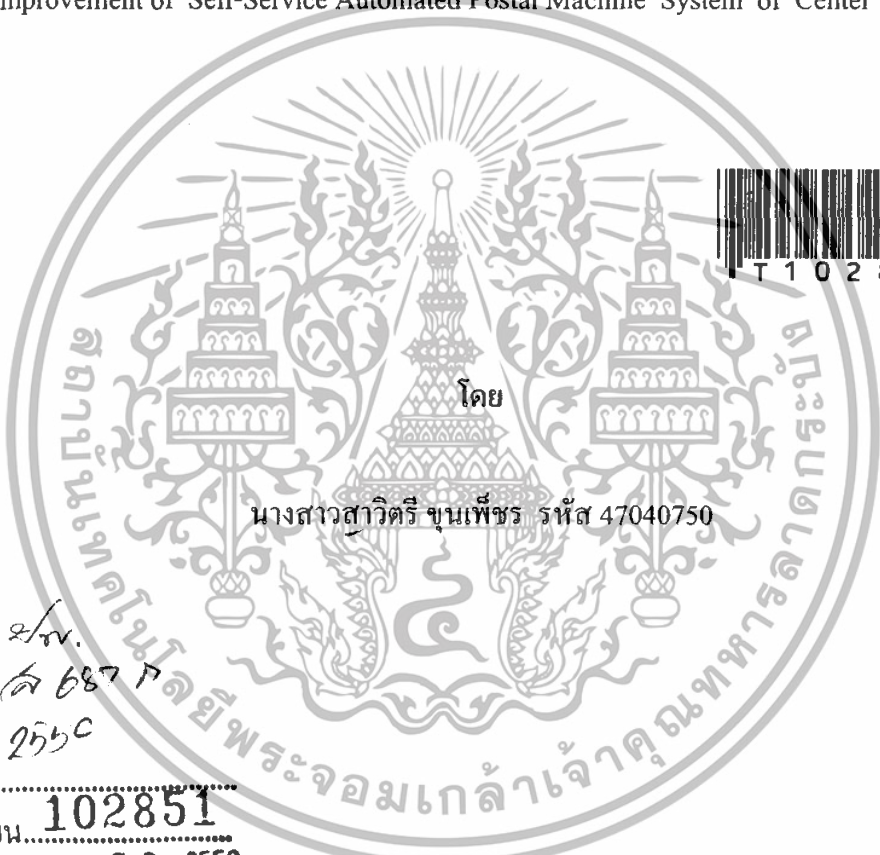 Improvement of Self-Service Automated Postal Machine System of Center
T 1 0 2 8
โดย
นางสาวสาวิตรี ขุนเพ็ชร รหัส 47040750
สถาบันเทคโนโลยีพระจอมเกล้าเจ้าคุณทหารลาดกระบัง
687
102851